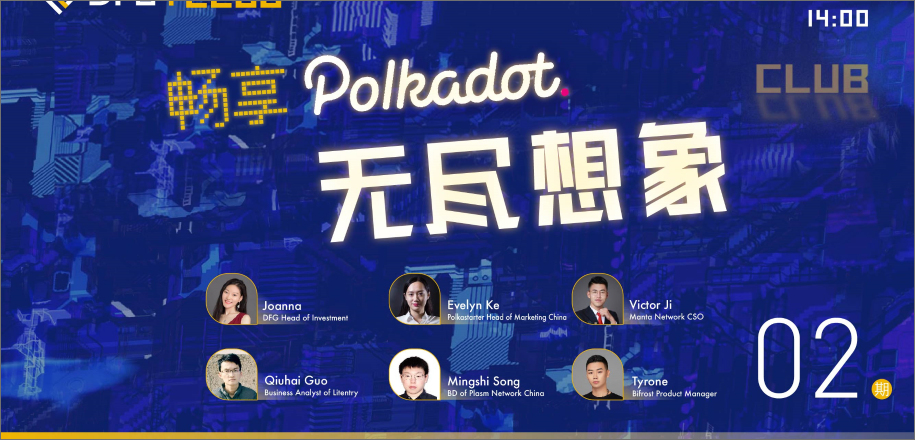 14:00
畅享 Polkadot.
CLUB
无尽想象
Joanna
DFG Head of Investment
Evelyn Ke
Polkastarter Head of Marketing China
Victor Ji
Manta Network CSO
Qiuhai Guo
Business Analyst of Litentry
Mingshi Song
BD of Plasm Network China
Tyrone
Bifrost Product Manager
02
期